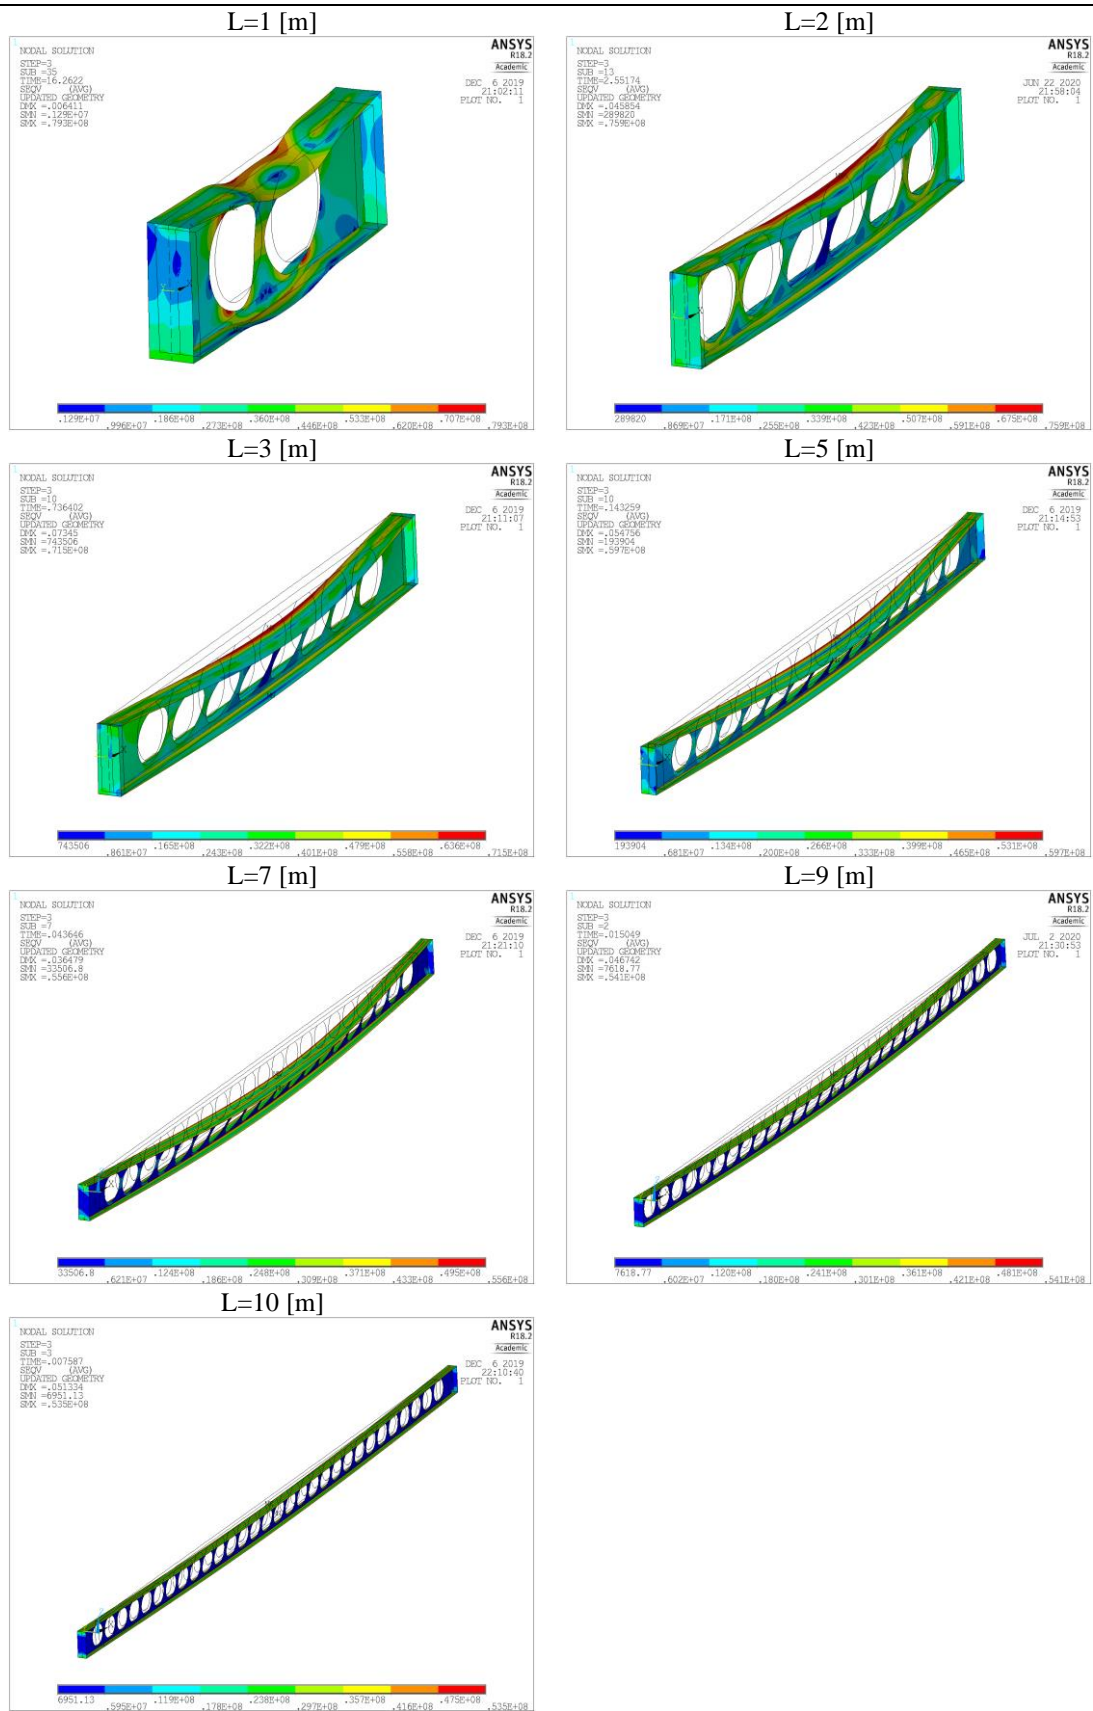 L=1 [m]
1
NODAL SOLUTION
STEP=3
SUB =35
TIME=16.2622
SEQV (AVG)
UPDATED GEOMETRY
DMX =.006411
SMN =.129E+07
SMX =.793E+08
ANSYS
R18.2
Academic
DEC 6 2019
21:02:11
PLOT NO. 1
.129E+07 .186E+08 .360E+08 .533E+08 .707E+08
.996E+07 .273E+08 .446E+08 .620E+08 .793E+08
L=2 [m]
1
NODAL SOLUTION
STEP=3
SUB =13
TIME=2.55174
SEQV (AVG)
UPDATED GEOMETRY
DMX =.045854
SMN =289820
SMX =.759E+08
ANSYS
R18.2
Academic
JUN 22 2020
21:58:04
PLOT NO. 1
289820 .171E+08 .339E+08 .507E+08 .675E+08
.869E+07 .255E+08 .423E+08 .591E+08 .759E+08
L=3 [m]
1
NODAL SOLUTION
STEP=3
SUB =10
TIME=.736402
SEQV (AVG)
UPDATED GEOMETRY
DMX =.07345
SMN =743506
SMX =.715E+08
ANSYS
R18.2
Academic
DEC 6 2019
21:11:07
PLOT NO. 1
743506 .165E+08 .322E+08 .479E+08 .636E+08
.861E+07 .243E+08 .401E+08 .558E+08 .715E+08
L=5 [m]
1
NODAL SOLUTION
STEP=3
SUB =10
TIME=.143259
SEQV (AVG)
UPDATED GEOMETRY
DMX =.054756
SMN =193904
SMX =.597E+08
ANSYS
R18.2
Academic
DEC 6 2019
21:14:53
PLOT NO. 1
193904 .134E+08 .266E+08 .399E+08 .531E+08
.681E+07 .200E+08 .333E+08 .465E+08 .597E+08
L=7 [m]
1
NODAL SOLUTION
STEP=3
SUB =7
TIME=.043646
SEQV (AVG)
UPDATED GEOMETRY
DMX =.036479
SMN =33506.8
SMX =.556E+08
ANSYS
R18.2
Academic
DEC 6 2019
21:21:10
PLOT NO. 1
33506.8 .124E+08 .248E+08 .371E+08 .495E+08
.621E+07 .186E+08 .309E+08 .433E+08 .556E+08
L=9 [m]
1
NODAL SOLUTION
STEP=3
SUB =2
TIME=.015049
SEQV (AVG)
UPDATED GEOMETRY
DMX =.046742
SMN =7618.77
SMX =.541E+08
ANSYS
R18.2
Academic
JUL 2 2020
21:30:53
PLOT NO. 1
7618.77 .120E+08 .241E+08 .361E+08 .481E+08
.602E+07 .180E+08 .301E+08 .421E+08 .541E+08
L=10 [m]
1
NODAL SOLUTION
STEP=3
SUB =3
TIME=.007587
SEQV (AVG)
UPDATED GEOMETRY
DMX =.051334
SMN =6951.13
SMX =.535E+08
ANSYS
R18.2
Academic
DEC 6 2019
22:10:40
PLOT NO. 1
6951.13 .119E+08 .238E+08 .357E+08 .475E+08
.595E+07 .178E+08 .297E+08 .416E+08 .535E+08